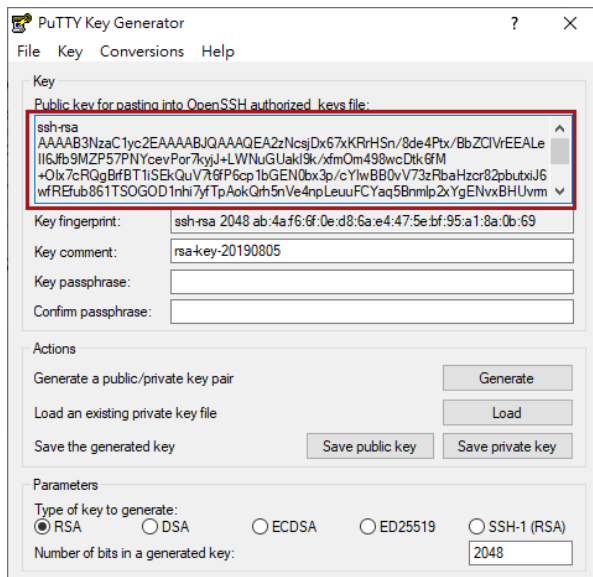 PuTTY Key Generator
File Key Conversions Help
Key
Public key for pasting into OpenSSH authorized_keys file:
ssh-rsa
AAAAB3NzaC1yc2EAAAABJQAAAQEA2zNcsjDx67xKRrHSn/8de4Ptx/BbZClVrEEALe
II6Jfb9MZP57PNYcevPor7kyjJ+LWNuGUakI9k/xfmOm498wcDtk6fM
+OIx7cRQgBrfBT1iSEkQuV7t6fP6cp1bGEN0bx3p/cYIwBB0vV73zRbaHzcr82pbutxiJ6
wfREfub861TSOGOD1nhi7yfTpAokQrh5nVe4npLeuuFCYaq5BnmIp2xYgENvxBHUvrm
Key fingerprint: ssh-rsa 2048 ab:4a:f6:6f:0e:d8:6a:e4:47:5e:bf:95:a1:8a:0b:69
Key comment: rsa-key-20190805
Key passphrase:
Confirm passphrase:
Actions
Generate a public/private key pair Generate
Load an existing private key file Load
Save the generated key Save public key Save private key
Parameters
Type of key to generate:
RSA DSA ECDSA ED25519 SSH-1 (RSA)
Number of bits in a generated key: 2048